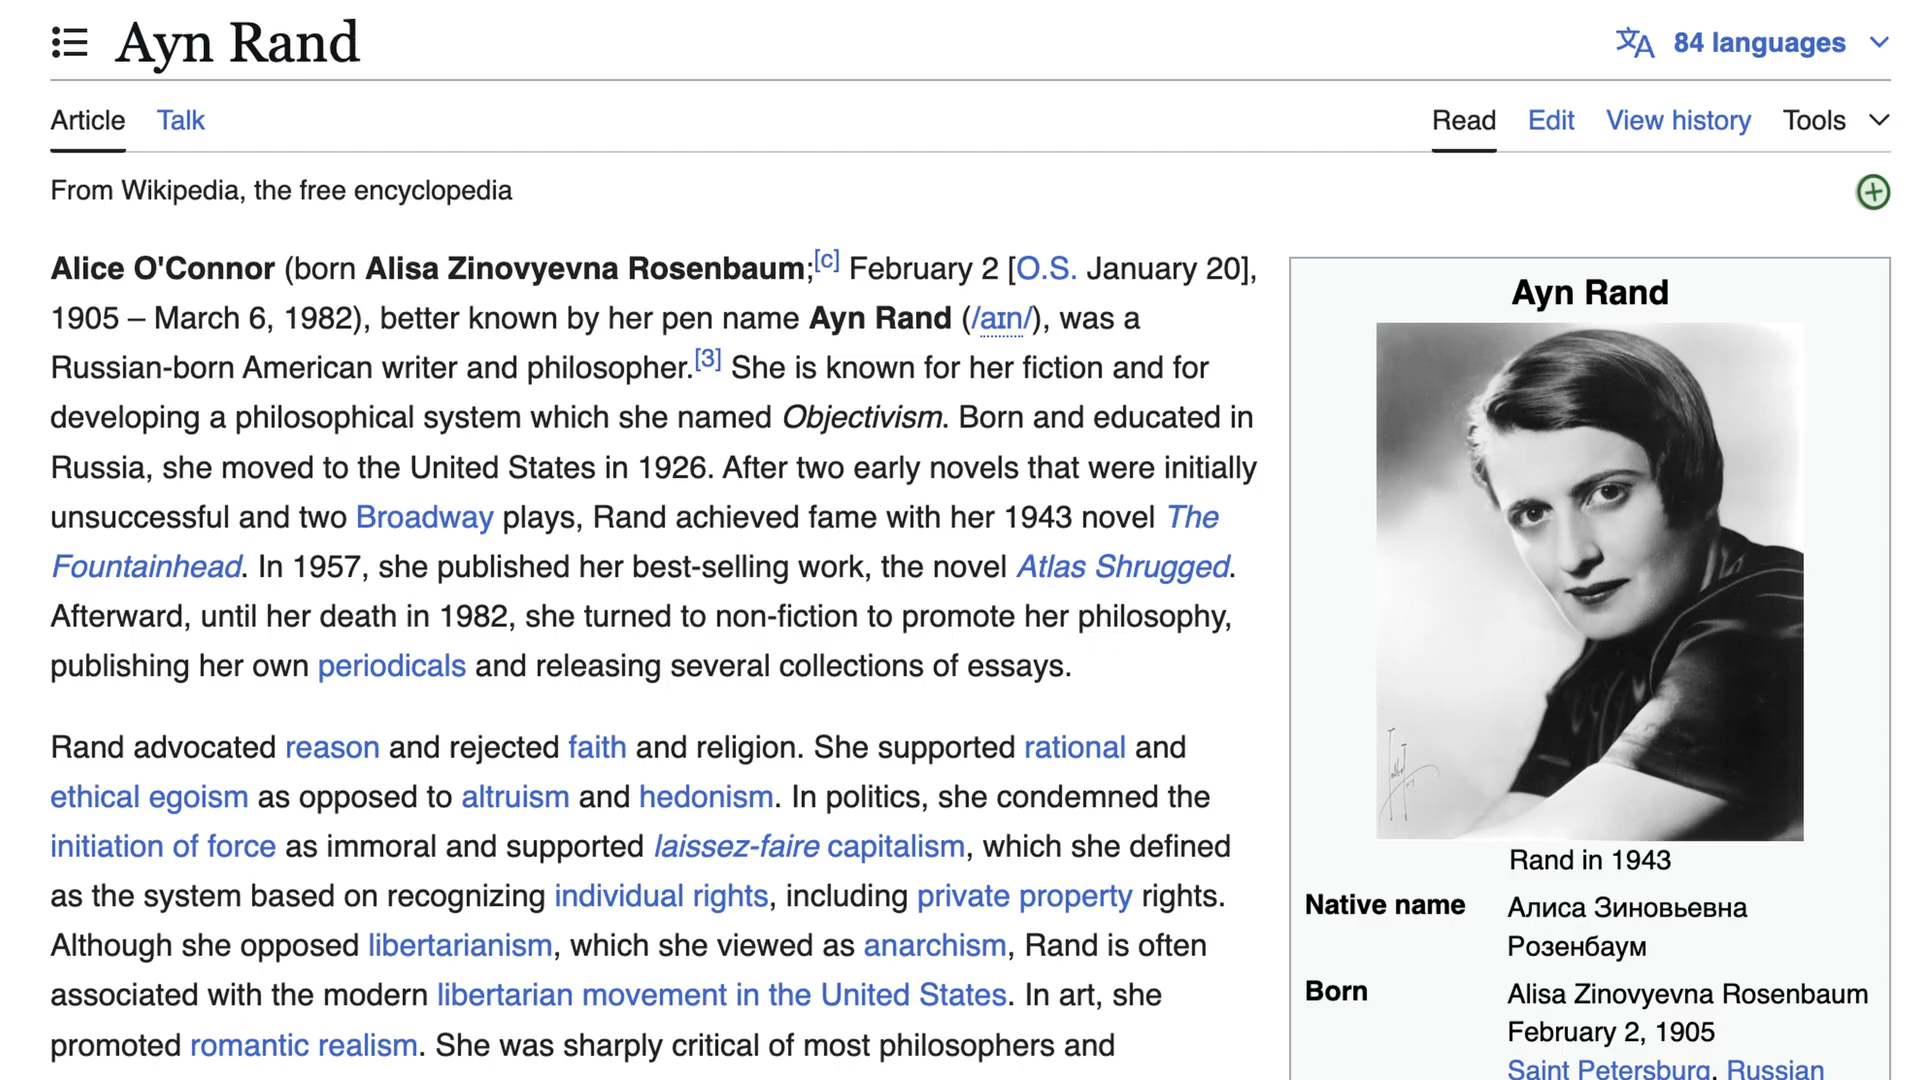 Ayn Rand
84 languages
Article Talk
Read Edit View history Tools
From Wikipedia, the free encyclopedia
Alice O'Connor (born Alisa Zinovyevna Rosenbaum;[c] February 2 [O.S. January 20],
1905 – March 6, 1982), better known by her pen name Ayn Rand (/aɪn/), was a
Russian-born American writer and philosopher.[3] She is known for her fiction and for
developing a philosophical system which she named Objectivism. Born and educated in
Russia, she moved to the United States in 1926. After two early novels that were initially
unsuccessful and two Broadway plays, Rand achieved fame with her 1943 novel The
Fountainhead. In 1957, she published her best-selling work, the novel Atlas Shrugged.
Afterward, until her death in 1982, she turned to non-fiction to promote her philosophy,
publishing her own periodicals and releasing several collections of essays.
Rand advocated reason and rejected faith and religion. She supported rational and
ethical egoism as opposed to altruism and hedonism. In politics, she condemned the
initiation of force as immoral and supported laissez-faire capitalism, which she defined
as the system based on recognizing individual rights, including private property rights.
Although she opposed libertarianism, which she viewed as anarchism, Rand is often
associated with the modern libertarian movement in the United States. In art, she
promoted romantic realism. She was sharply critical of most philosophers and
Ayn Rand
Rand in 1943
Native name Алиса Зиновьевна
Розенбаум
Born Alisa Zinovyevna Rosenbaum
February 2, 1905
Saint Petersburg, Russian